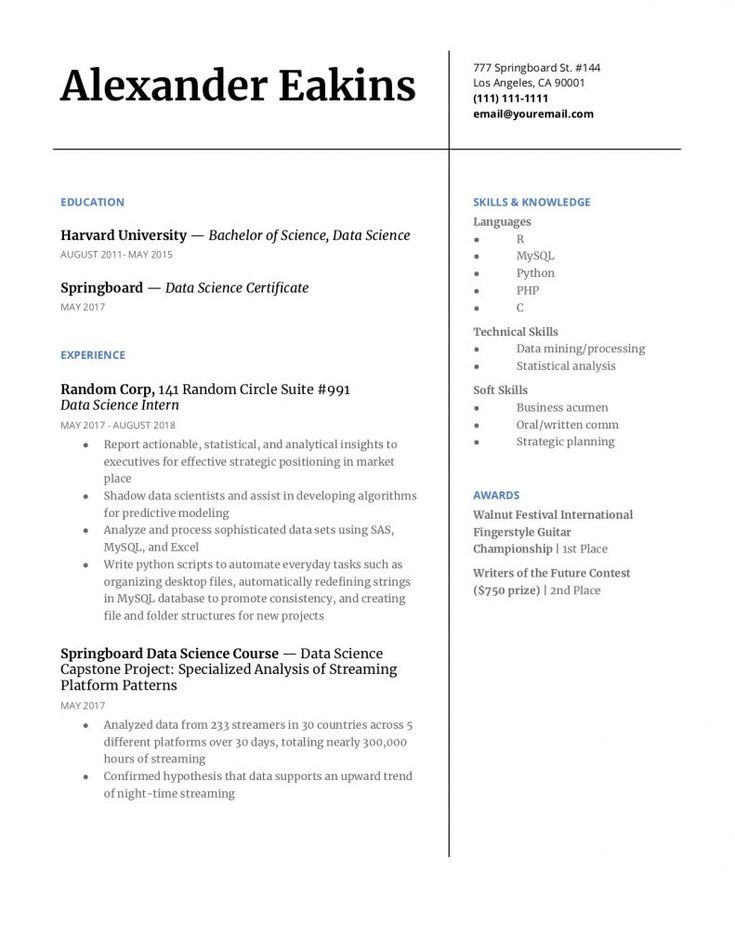 Alexander Eakins
777 Springboard St. #144
Los Angeles, CA 90001
(111) 111-1111
email@youremail.com
EDUCATION
Harvard University — Bachelor of Science, Data Science
AUGUST 2011- MAY 2015
Springboard — Data Science Certificate
MAY 2017
EXPERIENCE
Random Corp, 141 Random Circle Suite #991
Data Science Intern
MAY 2017 - AUGUST 2018
● Report actionable, statistical, and analytical insights to
executives for effective strategic positioning in market
place
● Shadow data scientists and assist in developing algorithms
for predictive modeling
● Analyze and process sophisticated data sets using SAS,
MySQL, and Excel
● Write python scripts to automate everyday tasks such as
organizing desktop files, automatically redefining strings
in MySQL database to promote consistency, and creating
file and folder structures for new projects
Springboard Data Science Course — Data Science
Capstone Project: Specialized Analysis of Streaming
Platform Patterns
MAY 2017
● Analyzed data from 233 streamers in 30 countries across 5
different platforms over 30 days, totaling nearly 300,000
hours of streaming
● Confirmed hypothesis that data supports an upward trend
of night-time streaming
SKILLS & KNOWLEDGE
Languages
● R
● MySQL
● Python
● PHP
● C
Technical Skills
● Data mining/processing
● Statistical analysis
Soft Skills
● Business acumen
● Oral/written comm
● Strategic planning
AWARDS
Walnut Festival International
Fingerstyle Guitar
Championship | 1st Place
Writers of the Future Contest
($750 prize) | 2nd Place